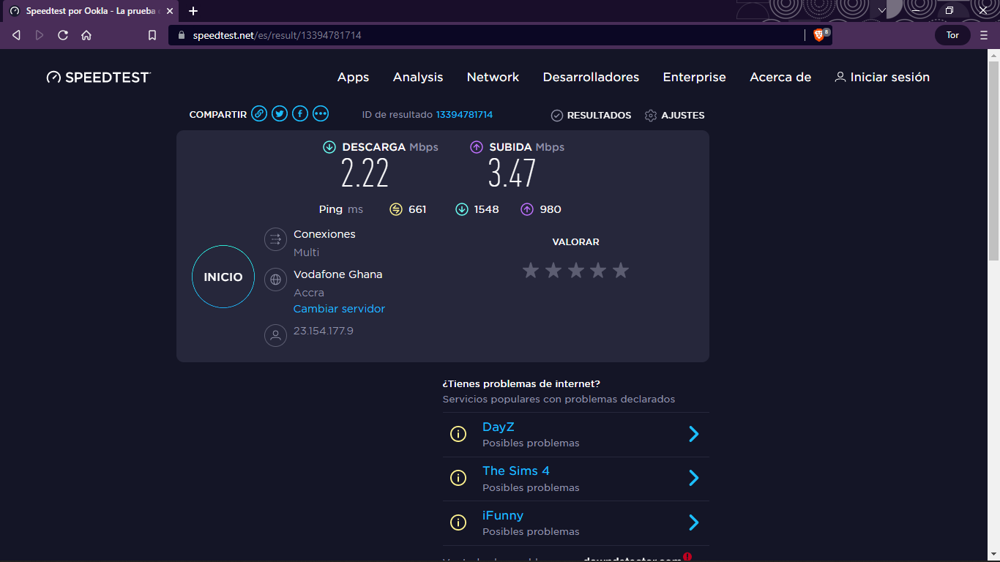 Speedtest por Ookla - La prueba
speedtest.net/es/result/13394781714
8
Tor
SPEEDTEST
Apps Analysis Network Desarrolladores Enterprise Acerca de Iniciar sesión
COMPARTIR ID de resultado 13394781714 RESULTADOS AJUSTES
DESCARGA Mbps SUBIDA Mbps
2.22 3.47
Ping ms 661 1548 980
Conexiones
Multi
VALORAR
INICIO
Vodafone Ghana
Accra
Cambiar servidor
23.154.177.9
¿Tienes problemas de internet?
Servicios populares con problemas declarados
DayZ
Posibles problemas
The Sims 4
Posibles problemas
iFunny
Posibles problemas
downdetector.com